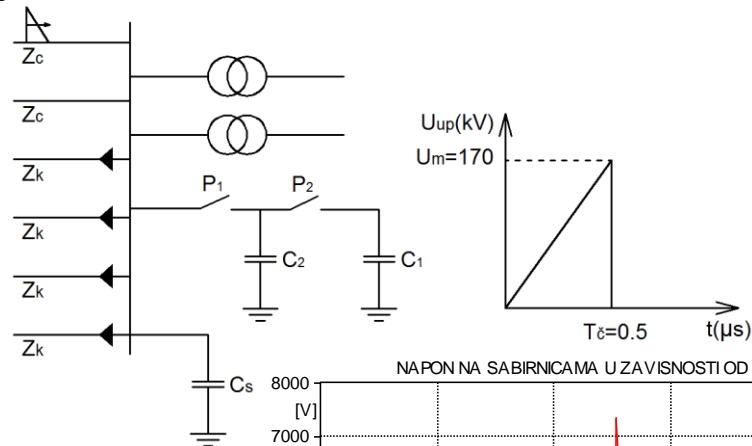 Zc
Zc
Zk
Zk
Zk
Zk
P1
P2
C2
C1
Cs
Uup(kV)
Um=170
Tč=0.5
t(µs)
NAPON NA SABIRNICAMA U ZAVISNOSTI OD
8000
[V]
7000